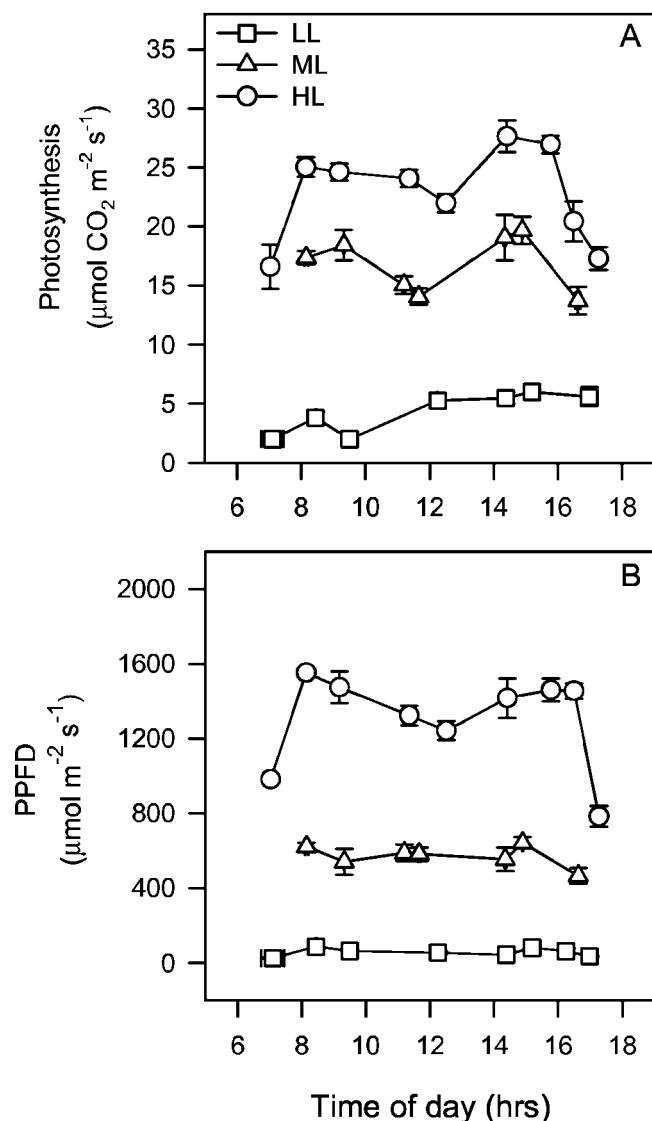 A
LL
ML
HL
Photosynthesis
(μmol CO2 m-2 s-1)
35
30
25
20
15
10
5
0
6 8 10 12 14 16 18
B
PPFD
(μmol m-2 s-1)
2000
1600
1200
800
400
0
6 8 10 12 14 16 18
Time of day (hrs)